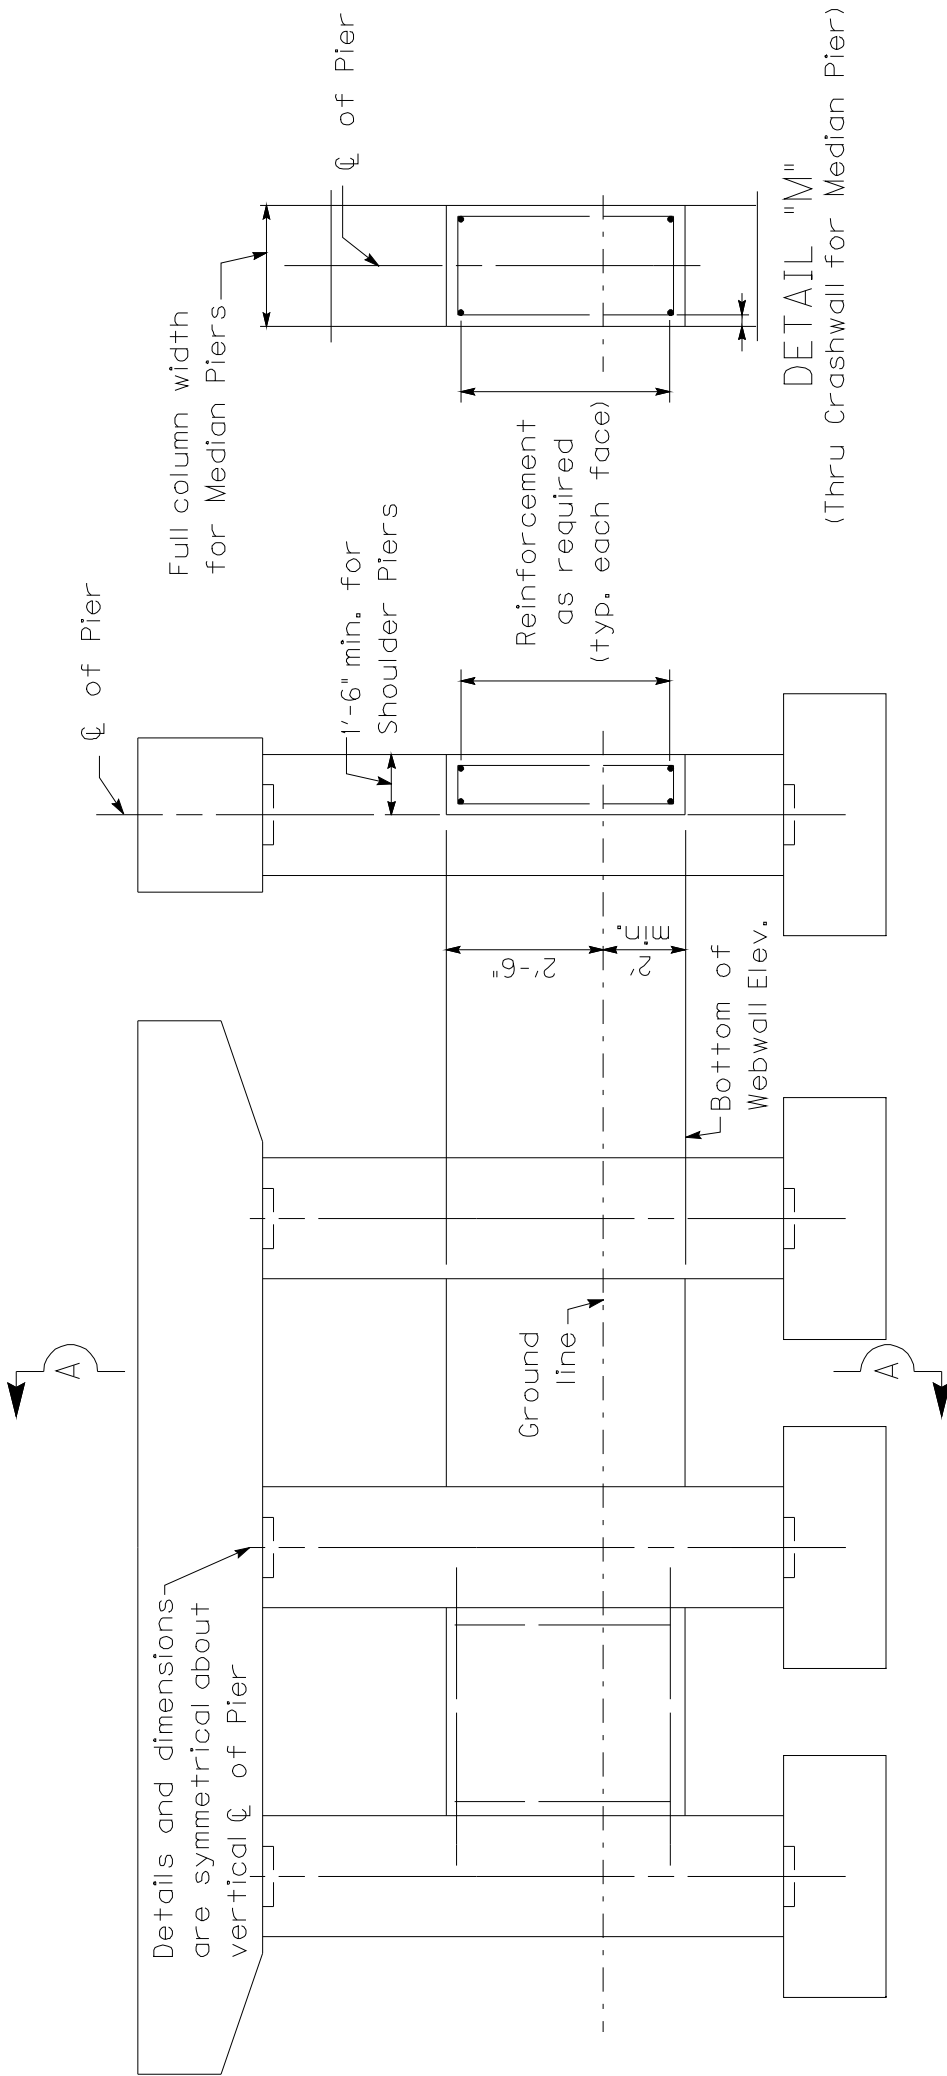 Details and dimensions
are symmetrical about
vertical ℄ of Pier
A
A
Ground
line
Bottom of
Webwall Elev.
2'-6"
2'
min.
℄ of Pier
1'-6" min. for
Shoulder Piers
Reinforcement
as required
(typ. each face)
Full column width
for Median Piers
℄ of Pier
DETAIL "M"
(Thru Crashwall for Median Pier)